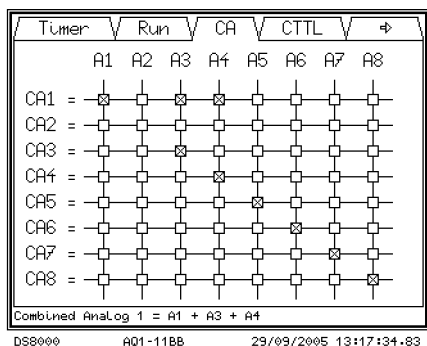 Timer Run CA CTTL ➪
A1 A2 A3 A4 A5 A6 A7 A8
CA1 =
CA2 =
CA3 =
CA4 =
CA5 =
CA6 =
CA7 =
CA8 =
Combined Analog 1 = A1 + A3 + A4
DS8000 AQ1-11BB 29/09/2005 13:17:34.83